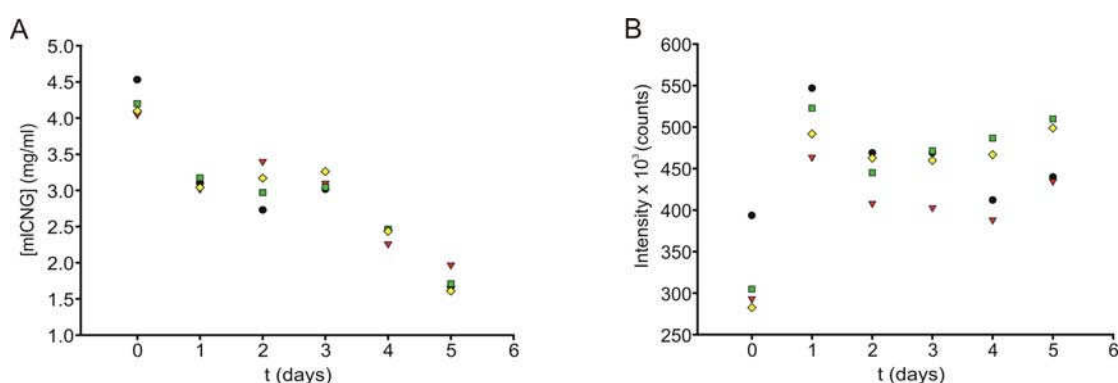 A
5.0
4.5
4.0
3.5
3.0
2.5
2.0
1.5
1.0
[mlCNG] (mg/ml)
0 1 2 3 4 5 6
t (days)
B
600
550
500
450
400
350
300
250
Intensity x 10³ (counts)
0 1 2 3 4 5 6
t (days)